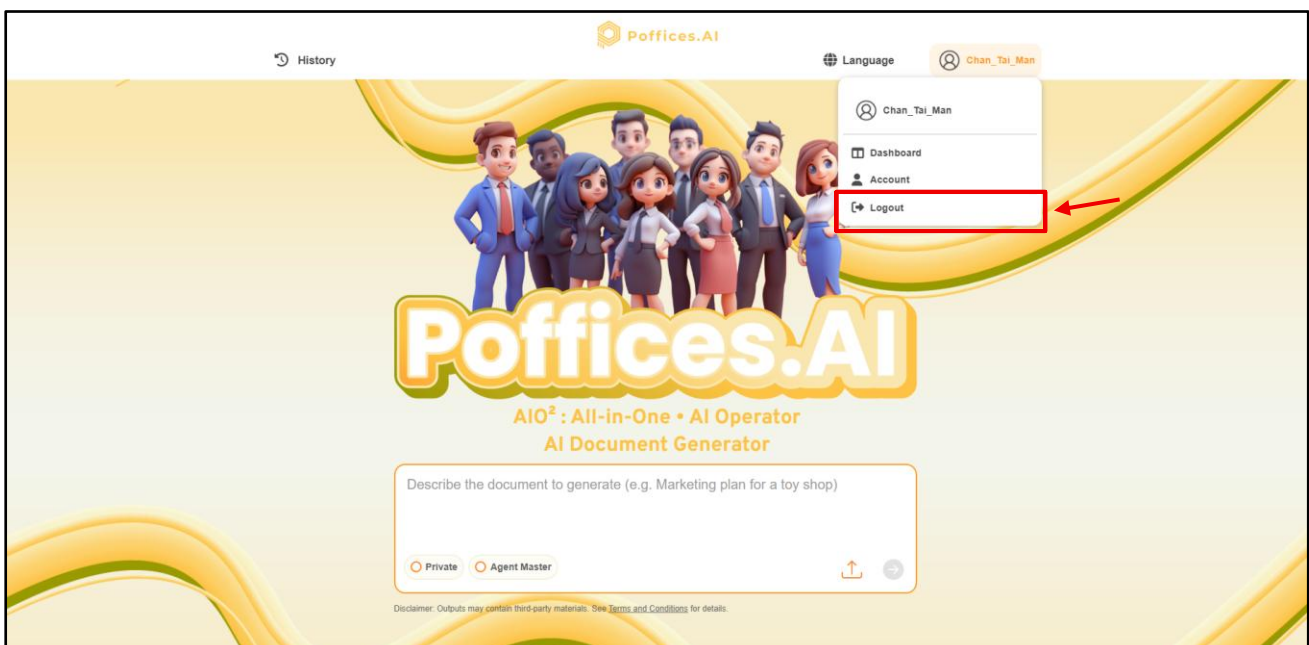 Poffices.AI
History
Language
Chan_Tai_Man
Chan_Tai_Man
Dashboard
Account
Logout
Poffices.AI
AIO² : All-in-One • AI Operator
AI Document Generator
Describe the document to generate (e.g. Marketing plan for a toy shop)
Private
Agent Master
Disclaimer: Outputs may contain third-party materials. See Terms and Conditions for details.